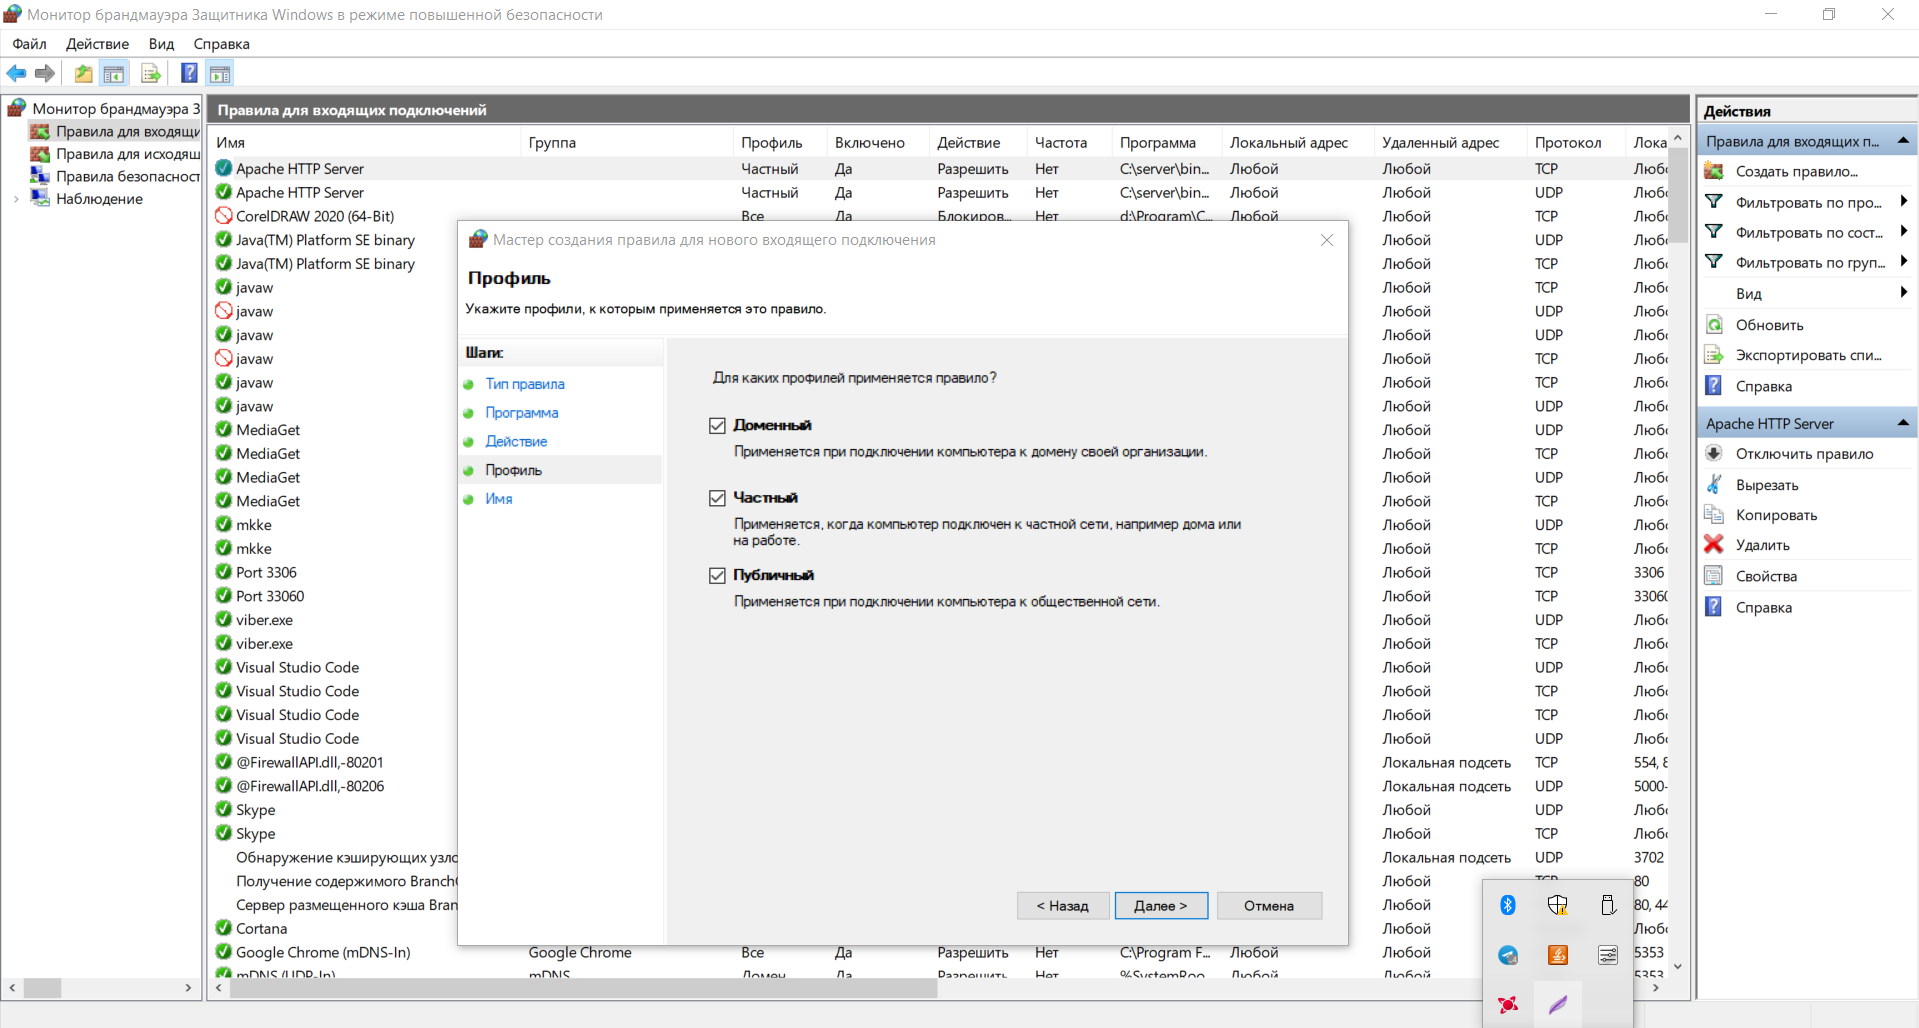 Монитор брандмауэра Защитника Windows в режиме повышенной безопасности
Файл Действие Вид Справка
Монитор брандмауэра З
Правила для входящи
Правила для исходящ
Правила безопасност
Наблюдение
Правила для входящих подключений
Имя Группа Профиль Включено Действие Частота Программа Локальный адрес Удаленный адрес Протокол Лока
Apache HTTP Server Частный Да Разрешить Нет C:\server\bin... Любой Любой TCP Любо
Apache HTTP Server Частный Да Разрешить Нет C:\server\bin... Любой Любой UDP Любо
CorelDRAW 2020 (64-Bit) Все Да Блокиров... Нет d:\Program\C... Любой Любой TCP Любо
Java(TM) Platform SE binary Любой UDP Любо
Java(TM) Platform SE binary Любой TCP Любо
javaw Любой TCP Любо
javaw Любой UDP Любо
javaw Любой UDP Любо
javaw Любой TCP Любо
javaw Любой TCP Любо
javaw Любой UDP Любо
MediaGet Любой UDP Любо
MediaGet Любой TCP Любо
MediaGet Любой UDP Любо
MediaGet Любой TCP Любо
mkke Любой UDP Любо
mkke Любой TCP Любо
Port 3306 Любой TCP 3306
Port 33060 Любой TCP 33060
viber.exe Любой UDP Любо
viber.exe Любой TCP Любо
Visual Studio Code Любой UDP Любо
Visual Studio Code Любой TCP Любо
Visual Studio Code Любой TCP Любо
Visual Studio Code Любой UDP Любо
@FirewallAPI.dll,-80201 Локальная подсеть TCP 554, 8
@FirewallAPI.dll,-80206 Локальная подсеть UDP 5000-
Skype Любой UDP Любо
Skype Любой TCP Любо
Обнаружение кэширующих узло Локальная подсеть UDP 3702
Получение содержимого Branch Любой TCP 80
Сервер размещенного кэша Bran Любой 80, 44
Cortana Любой Любо
Google Chrome (mDNS-In) Google Chrome Все Да Разрешить Нет C:\Program F... Любой Любой 5353
mDNS (UDP-In) mDNS Домен Да Разрешить Нет %SystemRoo Любой Любой 5353
Мастер создания правила для нового входящего подключения
Профиль
Укажите профили, к которым применяется это правило.
Шаги:
Тип правила
Программа
Действие
Профиль
Имя
Для каких профилей применяется правило?
Доменный
Применяется при подключении компьютера к домену своей организации.
Частный
Применяется, когда компьютер подключен к частной сети, например дома или
на работе.
Публичный
Применяется при подключении компьютера к общественной сети.
< Назад Далее > Отмена
Действия
Правила для входящих п...
Создать правило...
Фильтровать по про...
Фильтровать по сост...
Фильтровать по груп...
Вид
Обновить
Экспортировать спи...
Справка
Apache HTTP Server
Отключить правило
Вырезать
Копировать
Удалить
Свойства
Справка